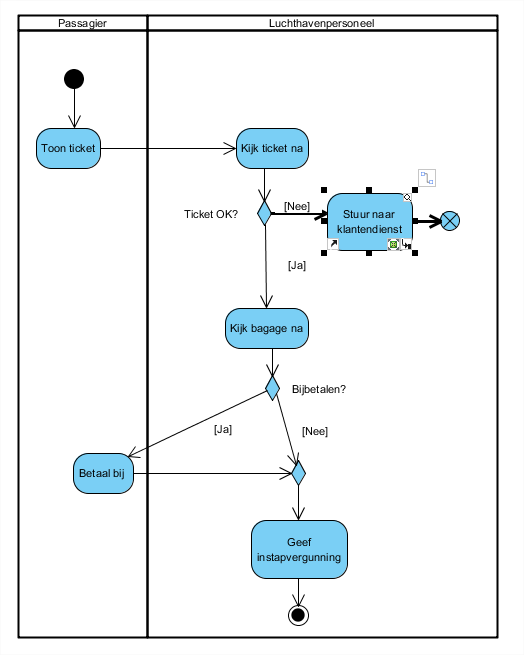 Passagier
Luchthavenpersoneel
Toon ticket
Kijk ticket na
Ticket OK?
[Nee]
Stuur naar
klantendienst
[Ja]
Kijk bagage na
Bijbetalen?
[Ja]
[Nee]
Betaal bij
Geef
instapvergunning